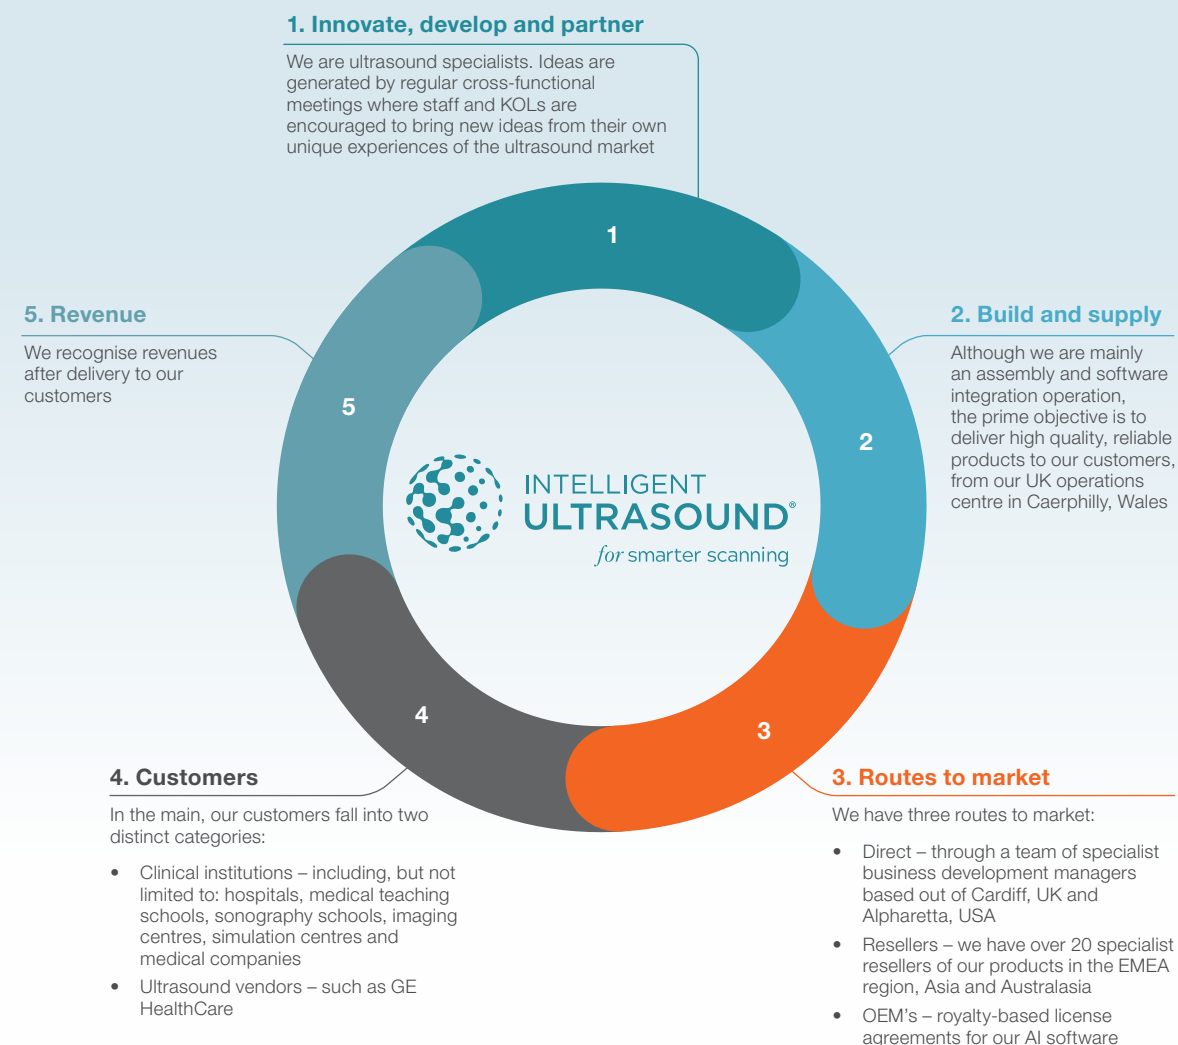 1. Innovate, develop and partner
We are ultrasound specialists. Ideas are
generated by regular cross-functional
meetings where staff and KOLs are
encouraged to bring new ideas from their own
unique experiences of the ultrasound market
1
2. Build and supply
Although we are mainly
an assembly and software
integration operation,
the prime objective is to
deliver high quality, reliable
products to our customers,
from our UK operations
centre in Caerphilly, Wales
2
3. Routes to market
We have three routes to market:
• Direct – through a team of specialist
business development managers
based out of Cardiff, UK and
Alpharetta, USA
• Resellers – we have over 20 specialist
resellers of our products in the EMEA
region, Asia and Australasia
• OEM's – royalty-based license
agreements for our AI software
3
4. Customers
In the main, our customers fall into two
distinct categories:
• Clinical institutions – including, but not
limited to: hospitals, medical teaching
schools, sonography schools, imaging
centres, simulation centres and
medical companies
• Ultrasound vendors – such as GE
HealthCare
4
5. Revenue
We recognise revenues
after delivery to our
customers
5
INTELLIGENT
ULTRASOUND®
for smarter scanning